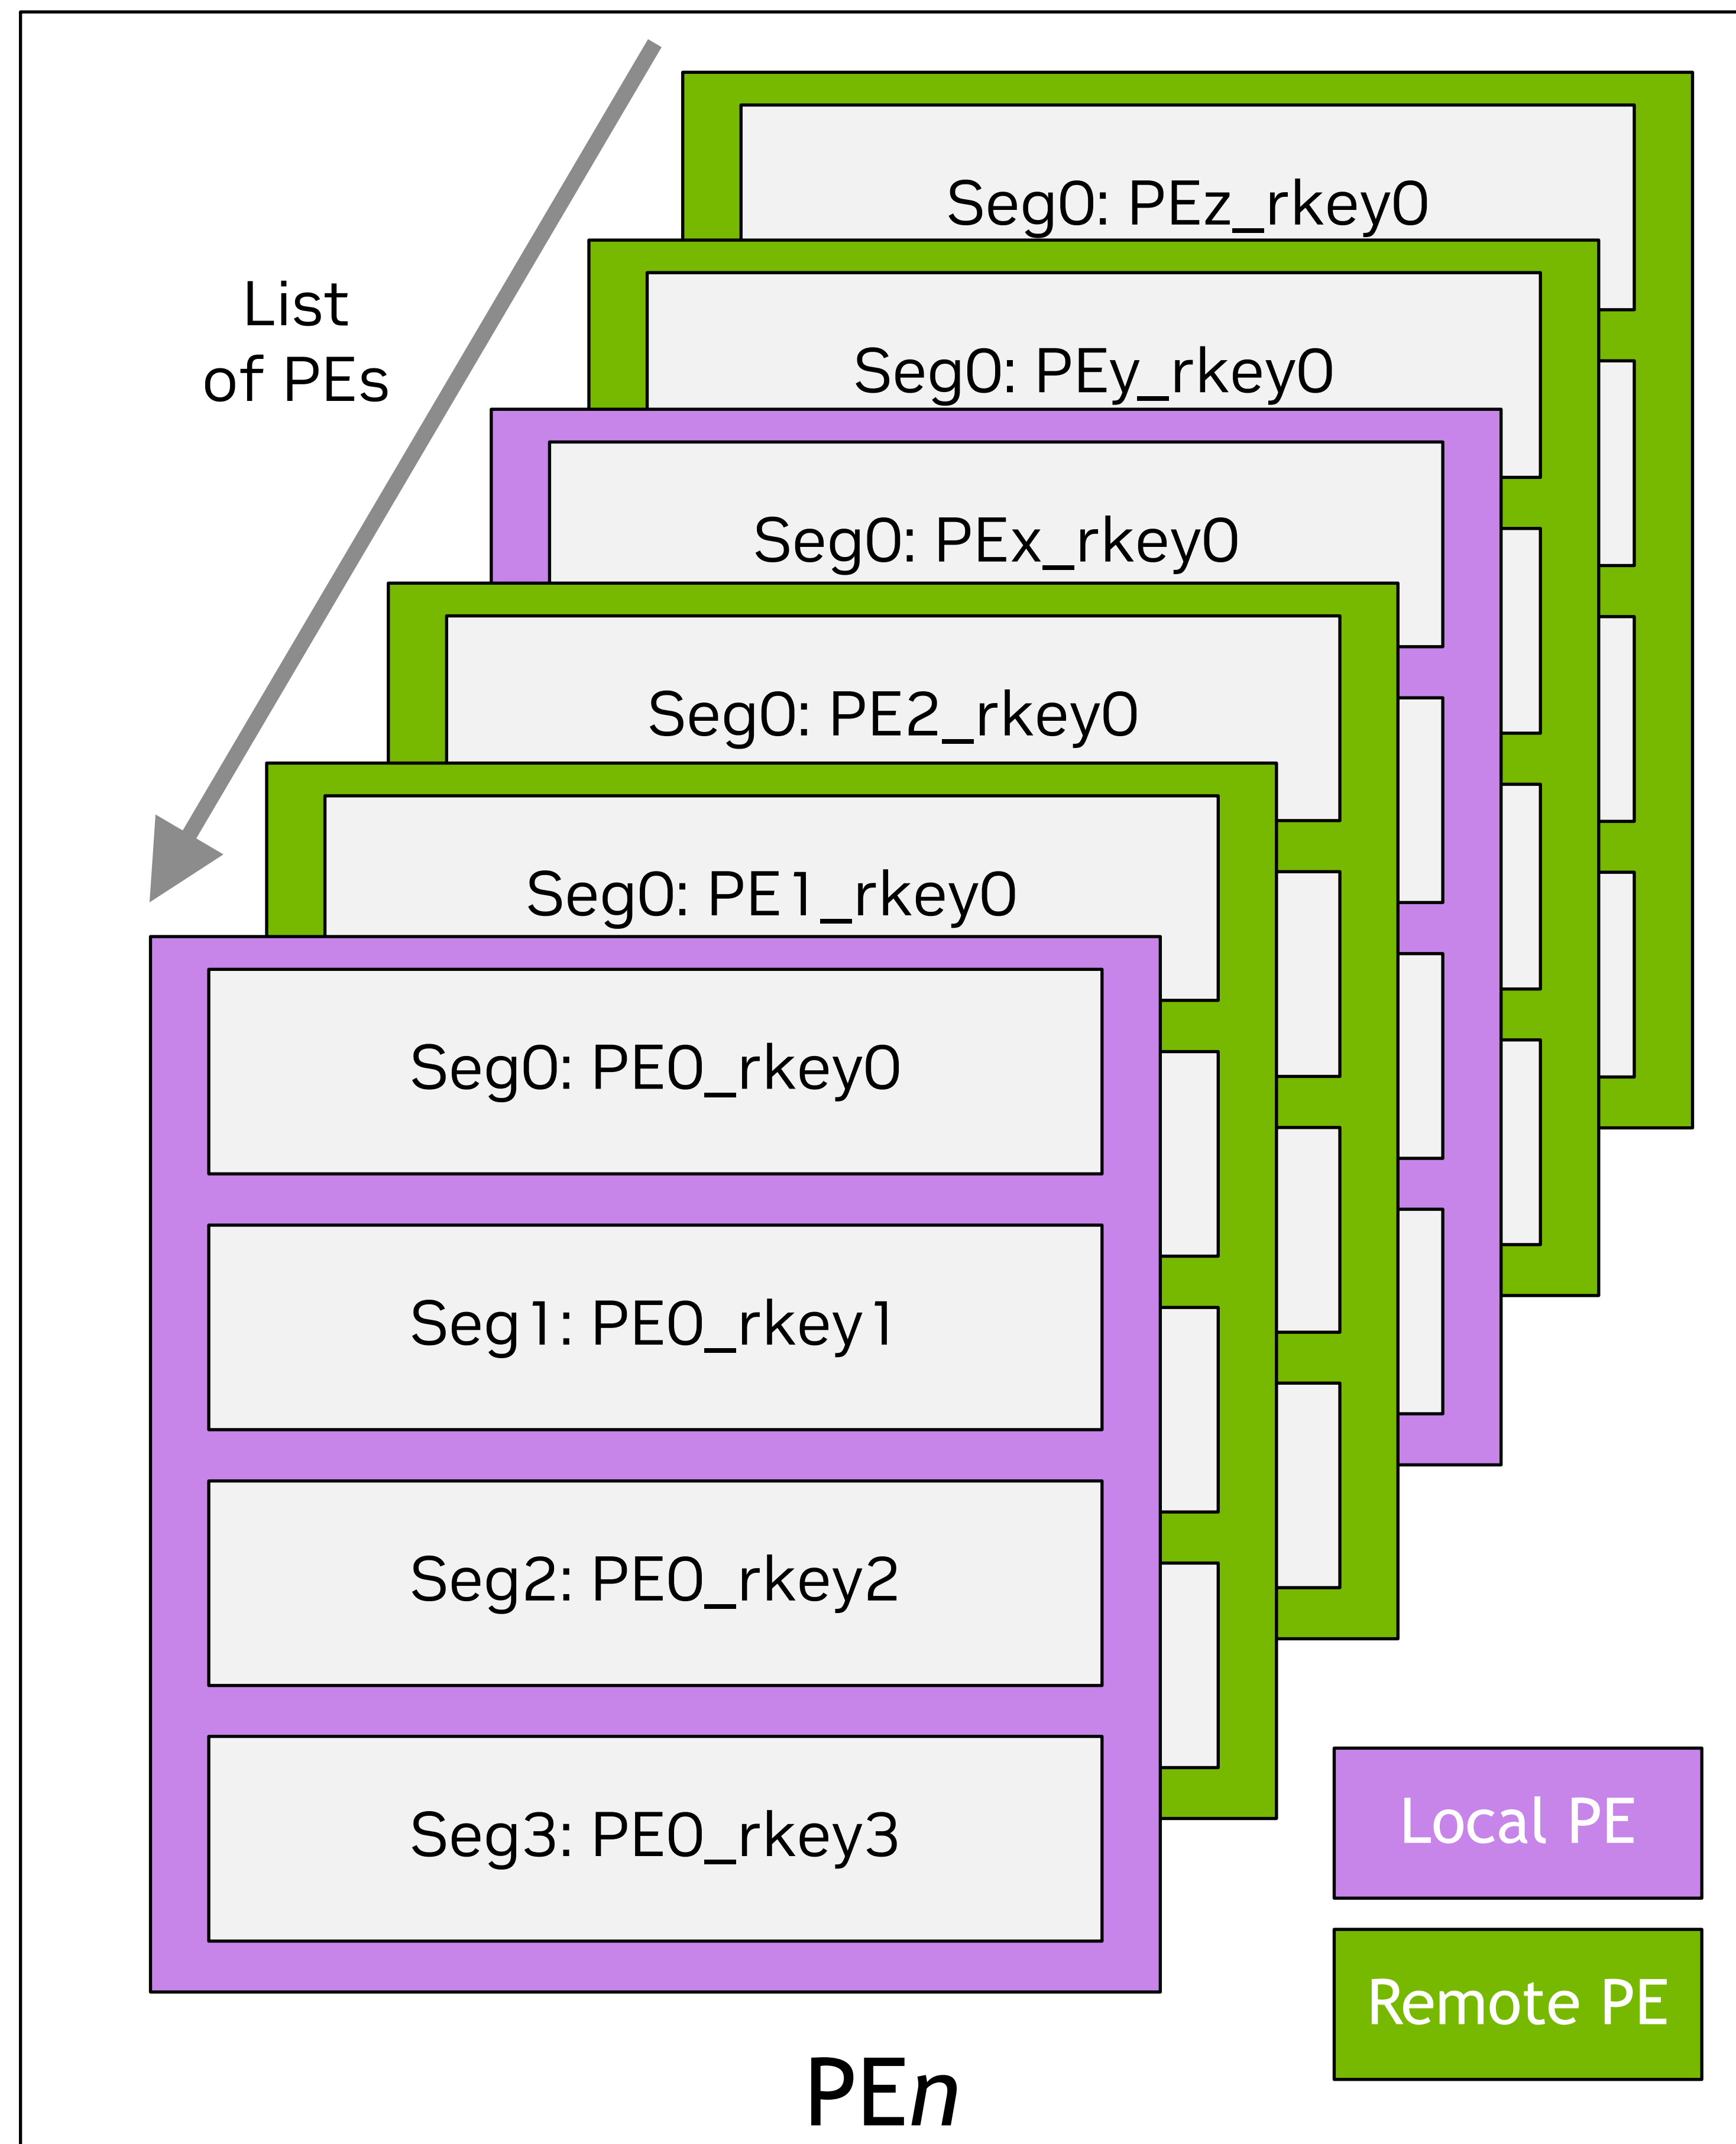 List
of PEs
Seg0: PEz_rkey0
Seg0: PEy_rkey0
Seg0: PEx_rkey0
Seg0: PE2_rkey0
Seg0: PE1_rkey0
Seg0: PE0_rkey0
Seg1: PE0_rkey1
Seg2: PE0_rkey2
Seg3: PE0_rkey3
Local PE
Remote PE
PEn